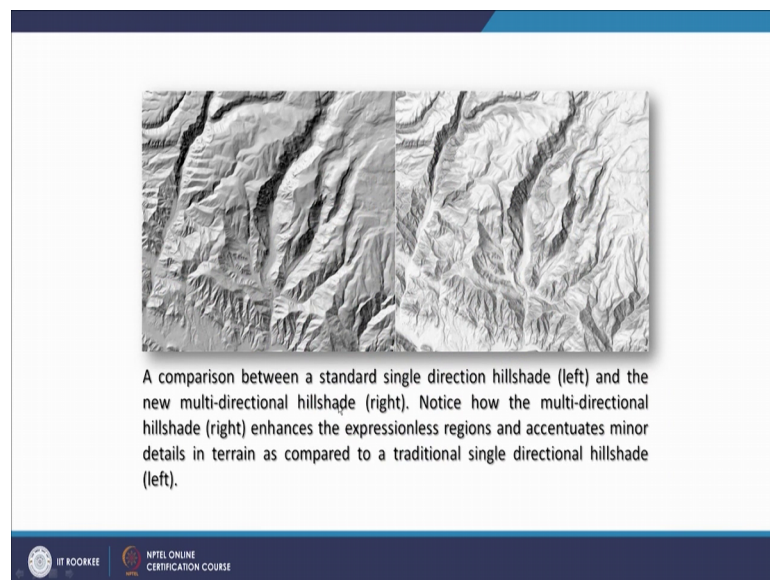 A comparison between a standard single direction hillshade (left) and the
new multi-directional hillshade (right). Notice how the multi-directional
hillshade (right) enhances the expressionless regions and accentuates minor
details in terrain as compared to a traditional single directional hillshade
(left).
IIT ROORKEE
NPTEL
NPTEL ONLINE
CERTIFICATION COURSE